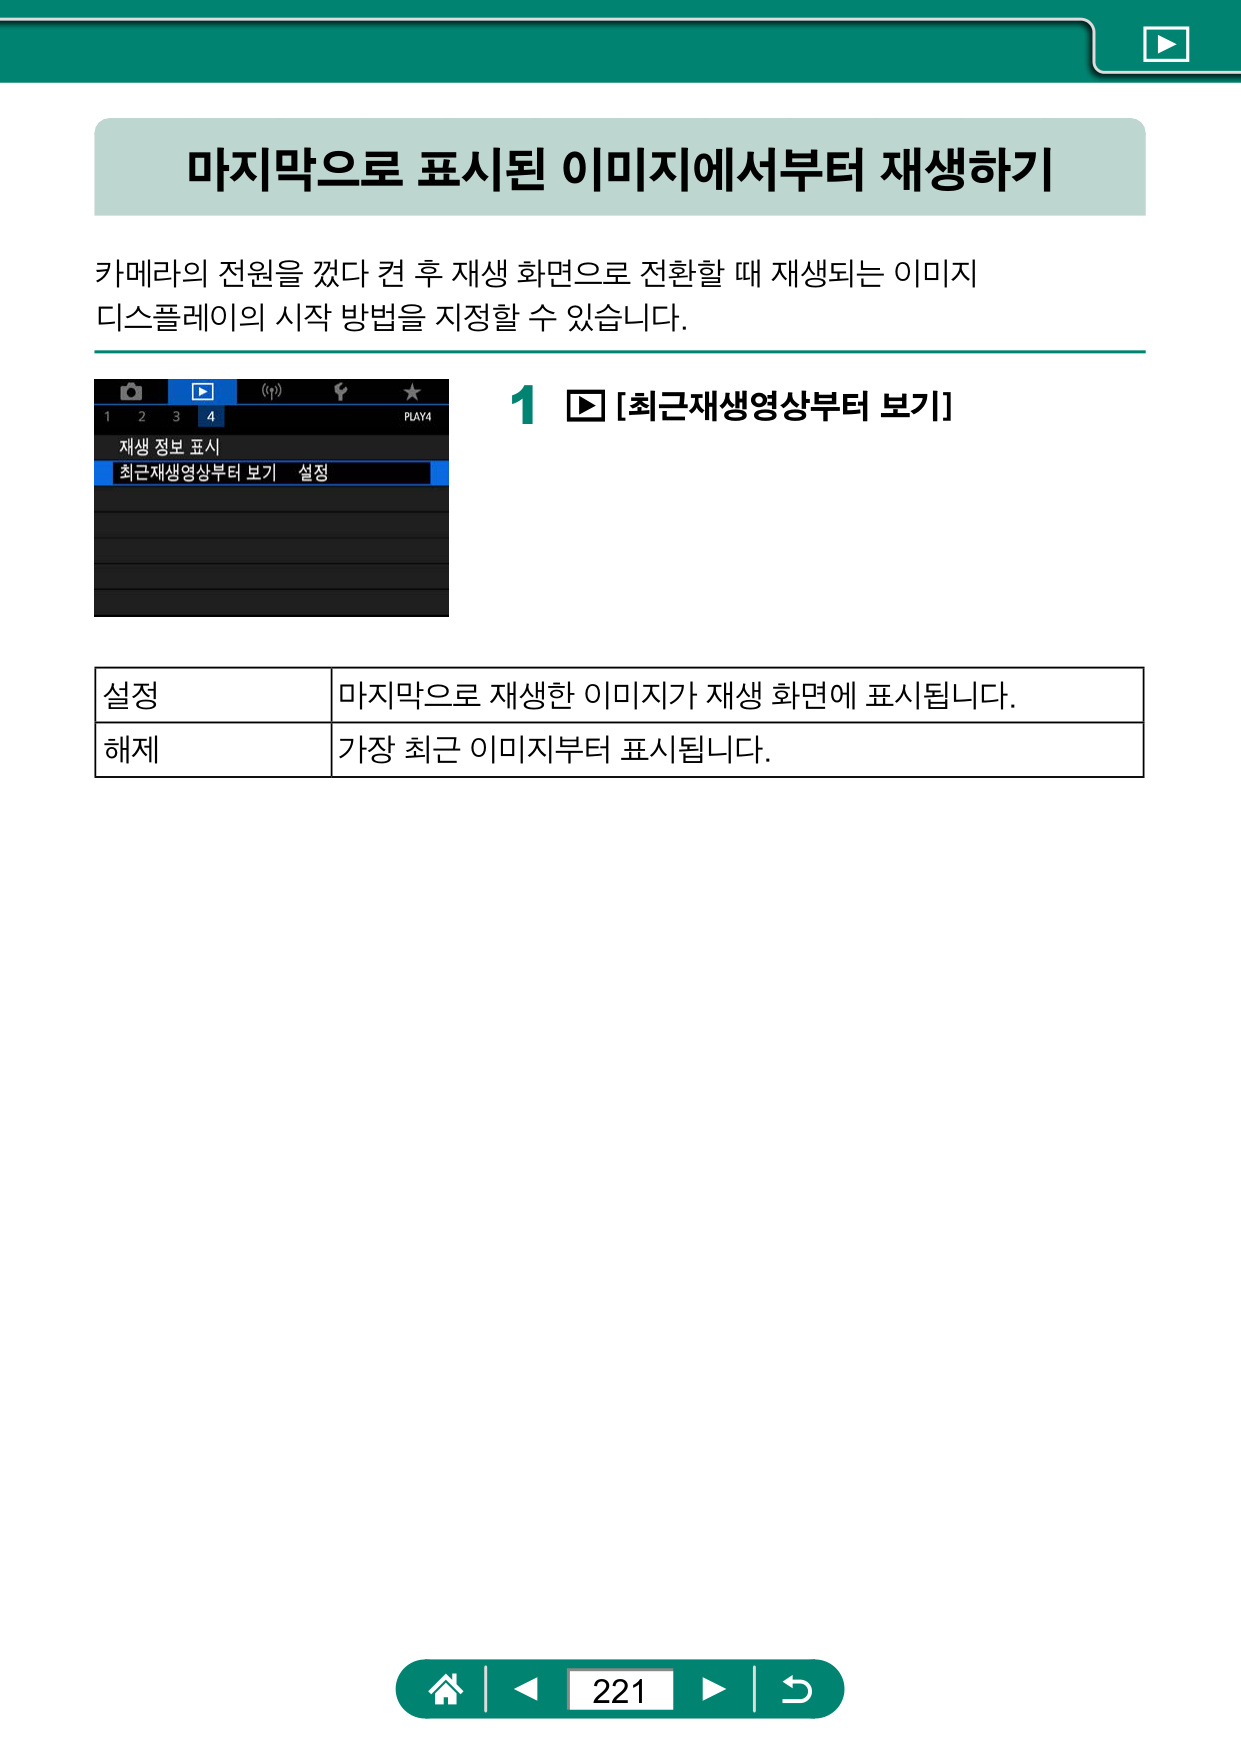 마지막으로 표시된 이미지에서부터 재생하기
카메라의 전원을 껐다 켠 후 재생 화면으로 전환할 때 재생되는 이미지
디스플레이의 시작 방법을 지정할 수 있습니다.
1 2 3 4 PLAY4
재생 정보 표시
최근재생영상부터 보기 설정
1 [최근재생영상부터 보기]
설정 마지막으로 재생한 이미지가 재생 화면에 표시됩니다.
해제 가장 최근 이미지부터 표시됩니다.
221